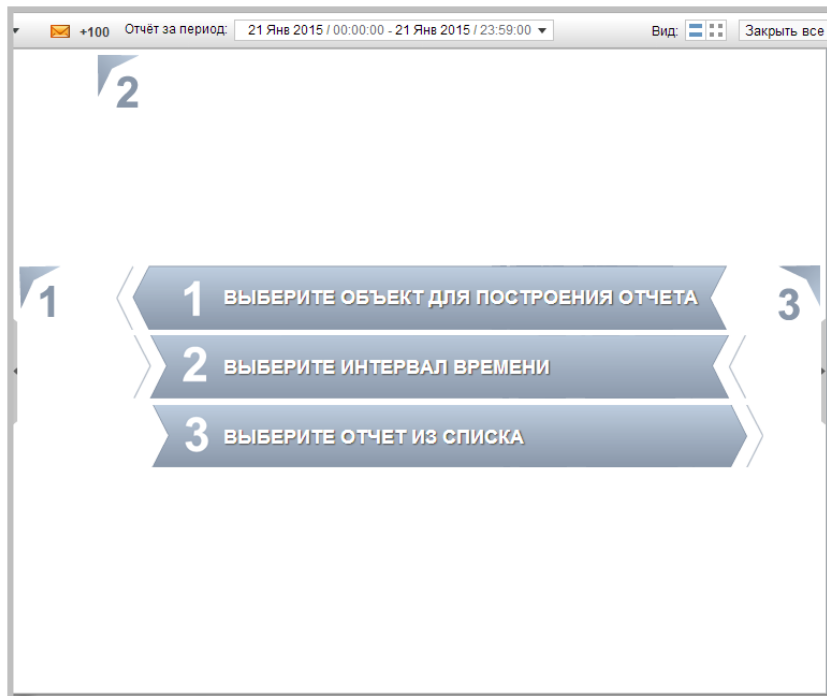 +100 Отчёт за период: 21 Янв 2015 / 00:00:00 - 21 Янв 2015 / 23:59:00 Вид: Закрыть все
2
1
3
1 ВЫБЕРИТЕ ОБЪЕКТ ДЛЯ ПОСТРОЕНИЯ ОТЧЕТА
2 ВЫБЕРИТЕ ИНТЕРВАЛ ВРЕМЕНИ
3 ВЫБЕРИТЕ ОТЧЕТ ИЗ СПИСКА